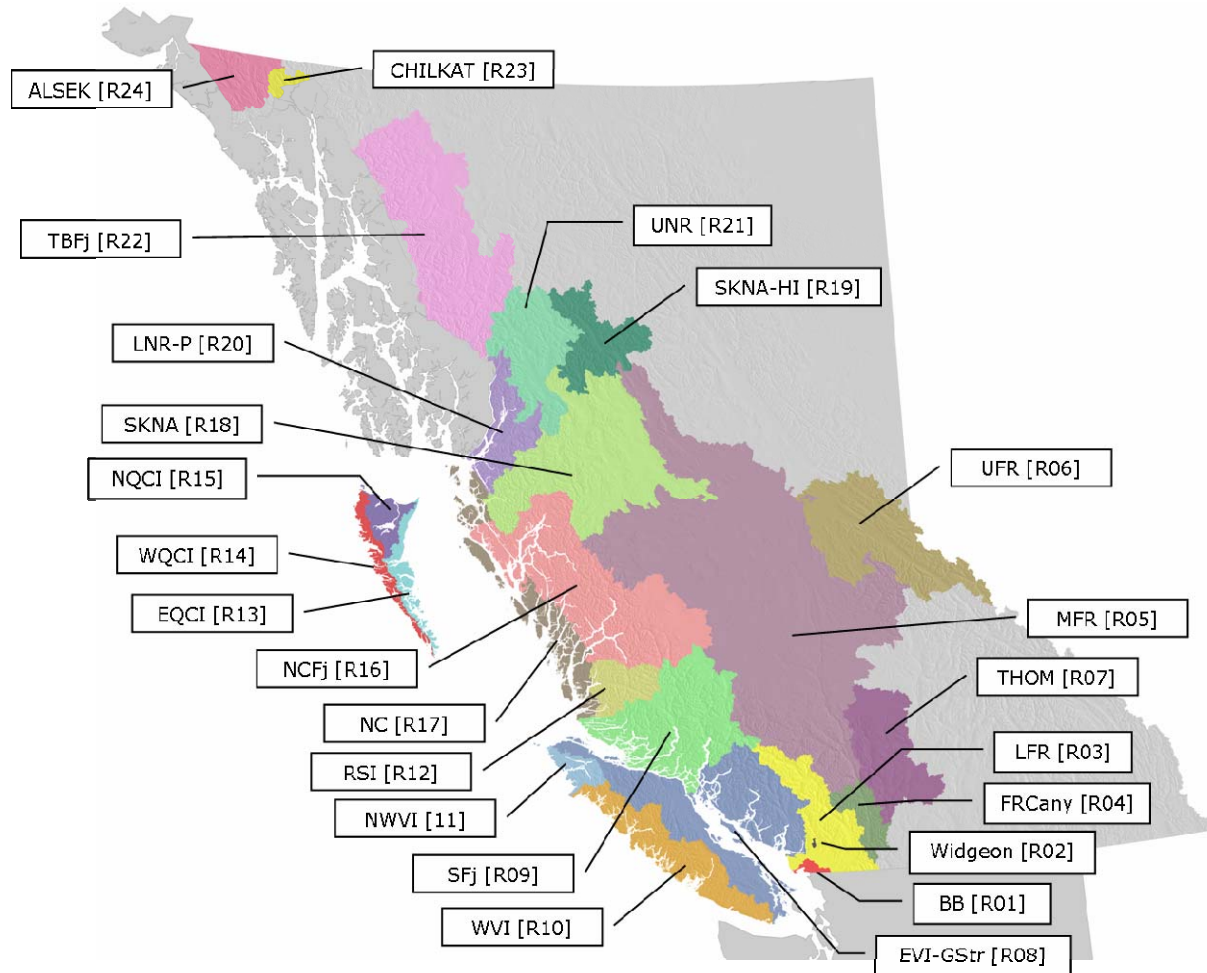 CHILKAT [R23]
ALSEK [R24]
UNR [R21]
TBFj [R22]
SKNA-HI [R19]
LNR-P [R20]
SKNA [R18]
UFR [R06]
NQCI [R15]
WQCI [R14]
EQCI [R13]
MFR [R05]
NCFj [R16]
THOM [R07]
NC [R17]
LFR [R03]
RSI [R12]
FRCany [R04]
NWVI [11]
Widgeon [R02]
SFj [R09]
BB [R01]
WVI [R10]
EVI-GStr [R08]